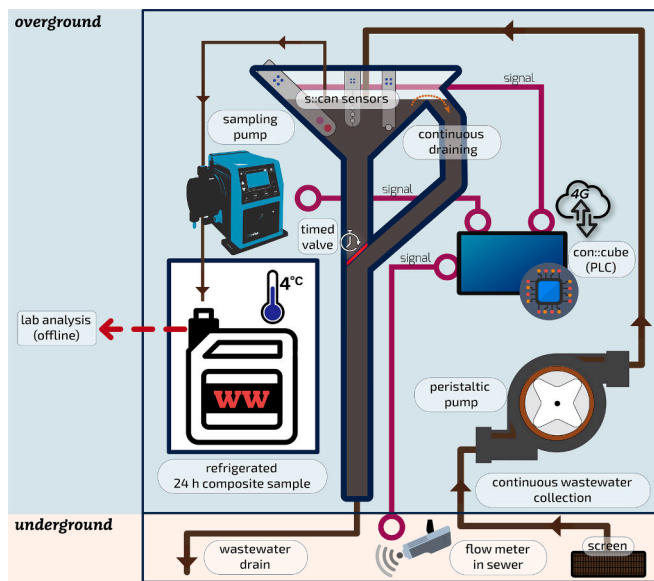 overground
signal
s::can sensors
sampling
pump
continuous
draining
4G
signal
timed
valve
con::cube
(PLC)
signal
4°C
lab analysis
(offline)
peristaltic
pump
WW
refrigerated
24 h composite sample
continuous wastewater
collection
underground
wastewater
drain
flow meter
in sewer
screen